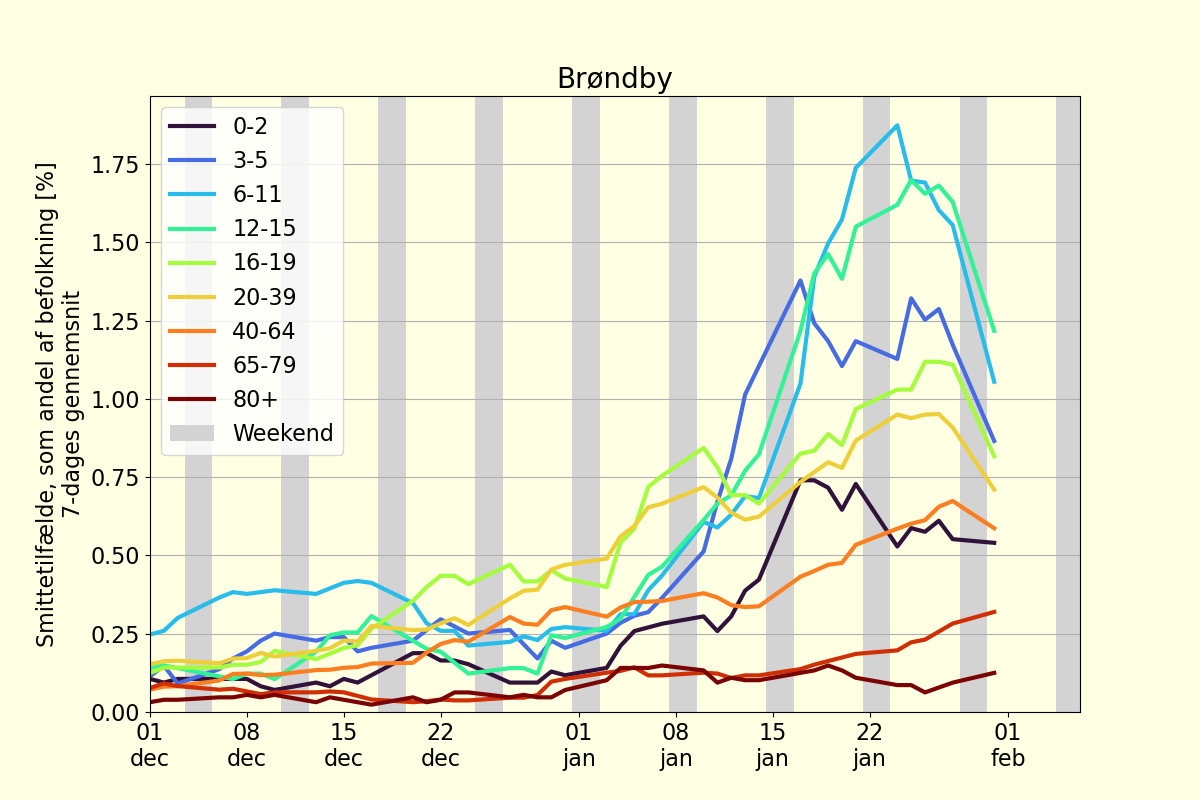 Brøndby
Smittetilfælde, som andel af befolkning [%]
7-dages gennemsnit
0-2
3-5
6-11
12-15
16-19
20-39
40-64
65-79
80+
Weekend
1.75
1.50
1.25
1.00
0.75
0.50
0.25
0.00
01 08 15 22 01 08 15 22 01
dec dec dec dec jan jan jan jan feb